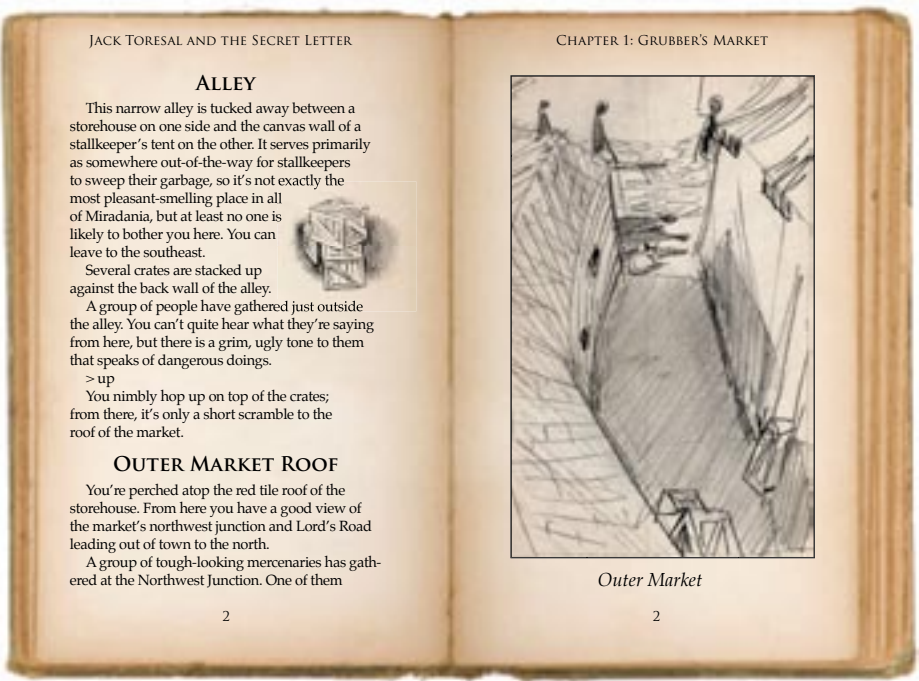 JACK TORESAL AND THE SECRET LETTER
ALLEY
This narrow alley is tucked away between a
storehouse on one side and the canvas wall of a
stallkeeper's tent on the other. It serves primarily
as somewhere out-of-the-way for stallkeepers
to sweep their garbage, so it's not exactly the
most pleasant-smelling place in all
of Miradania, but at least no one is
likely to bother you here. You can
leave to the southeast.
Several crates are stacked up
against the back wall of the alley.
A group of people have gathered just outside
the alley. You can't quite hear what they're saying
from here, but there is a grim, ugly tone to them
that speaks of dangerous doings.
> up
You nimbly hop up on top of the crates;
from there, it's only a short scramble to the
roof of the market.
OUTER MARKET ROOF
You're perched atop the red tile roof of the
storehouse. From here you have a good view of
the market's northwest junction and Lord's Road
leading out of town to the north.
A group of tough-looking mercenaries has gath-
ered at the Northwest Junction. One of them
2
CHAPTER 1: GRUBBER'S MARKET
Outer Market
2